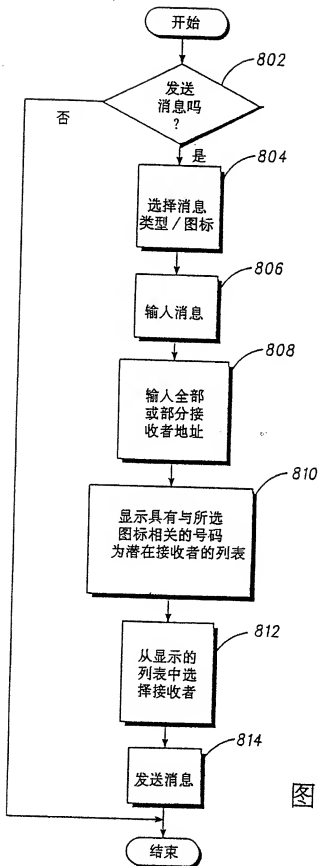 开始
802
发送
消息吗
?
否
是
804
选择消息
类型/图标
806
输入消息
808
输入全部
或部分接
收者地址
810
显示具有与所选
图标相关的号码
为潜在接收者的列表
812
从显示的
列表中选
择接收者
814
发送消息
图
结束